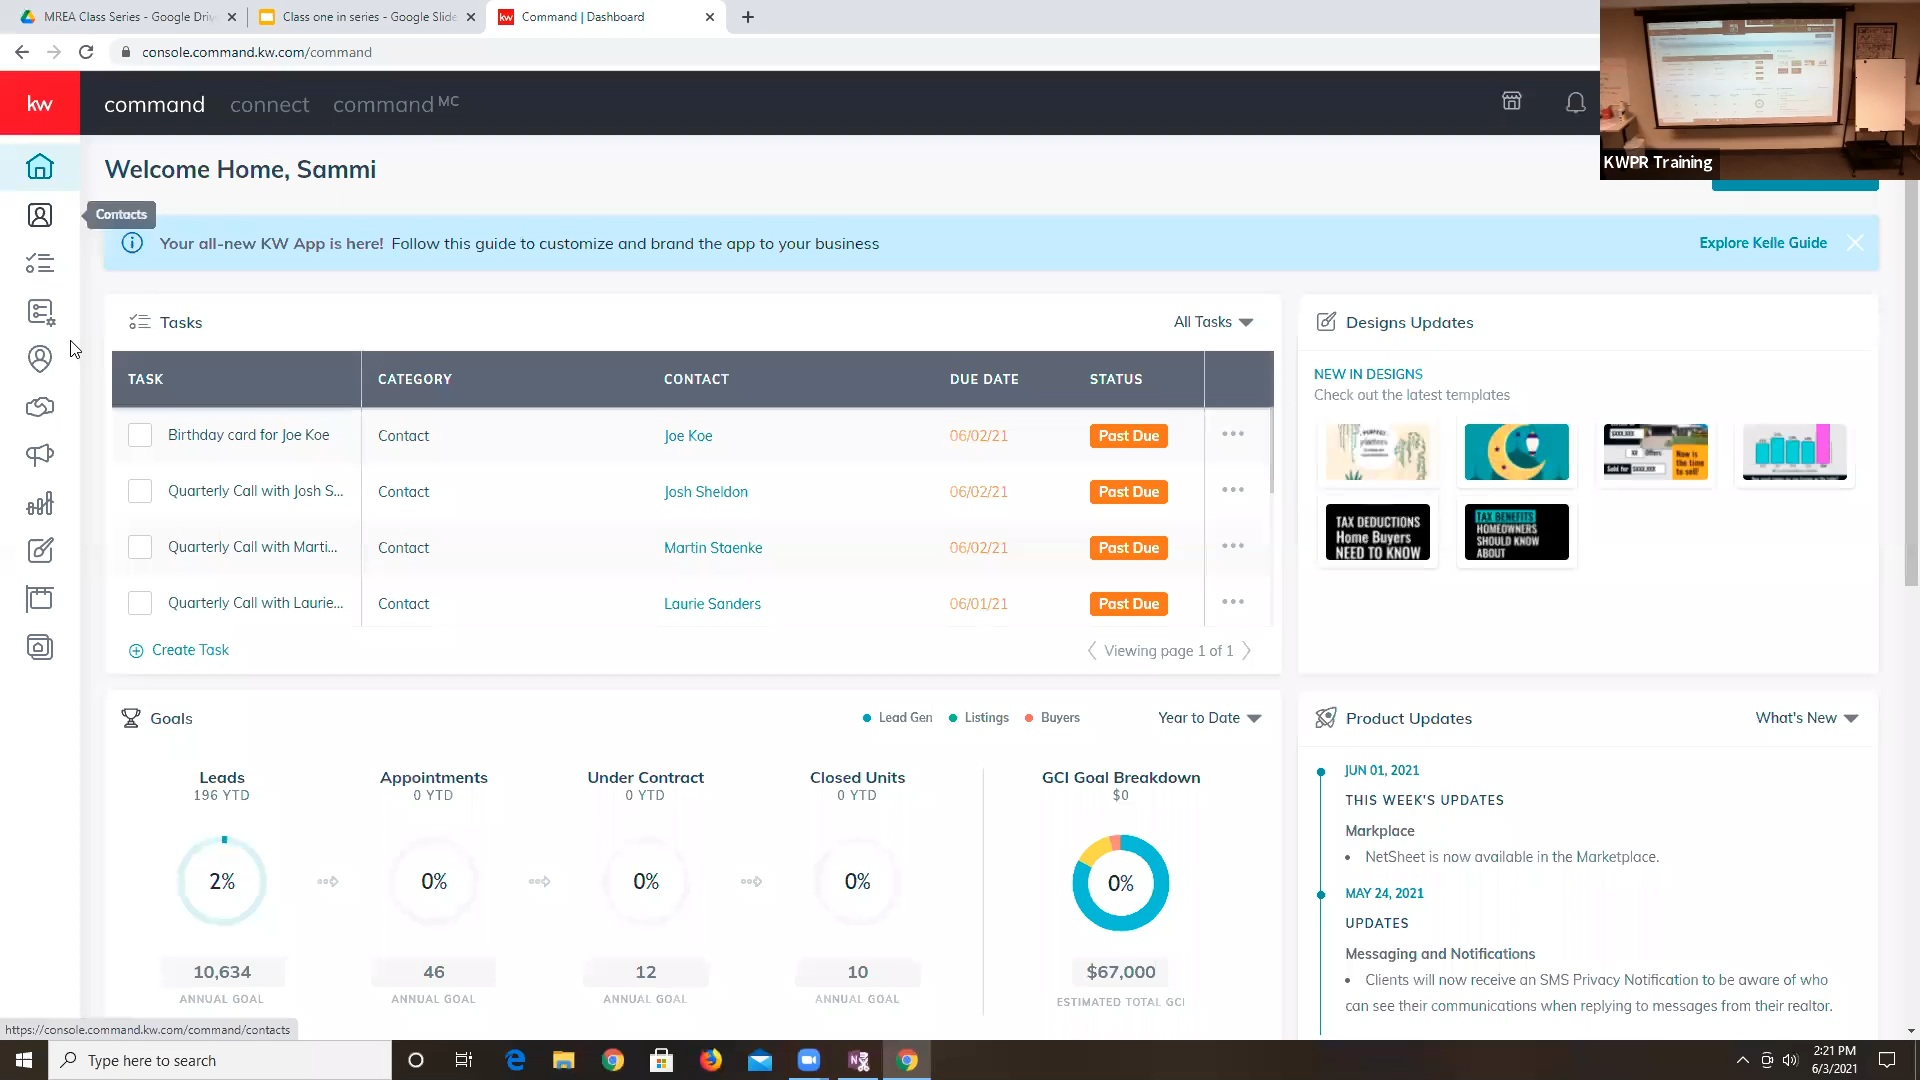 MREA Class Series - Google Driv
Class one in series - Google Slide
kw
Command | Dashboard
console.command.kw.com/command
kw
command
connect
command MC
KWPR Training
Welcome Home, Sammi
Contacts
Your all-new KW App is here! Follow this guide to customize and brand the app to your business
Explore Kelle Guide
Tasks
All Tasks
TASK
CATEGORY
CONTACT
DUE DATE
STATUS
Birthday card for Joe Koe
Contact
Joe Koe
06/02/21
Past Due
Quarterly Call with Josh S...
Contact
Josh Sheldon
06/02/21
Past Due
Quarterly Call with Marti...
Contact
Martin Staenke
06/02/21
Past Due
Quarterly Call with Laurie...
Contact
Laurie Sanders
06/01/21
Past Due
Create Task
Viewing page 1 of 1
Designs Updates
NEW IN DESIGNS
Check out the latest templates
Offers
Sold for
Now is
the time
to sell!
TAX DEDUCTIONS
Home Buyers
NEED TO KNOW
TAX BENEFITS
HOMEOWNERS
SHOULD KNOW
ABOUT
Goals
Lead Gen
Listings
Buyers
Year to Date
Leads
196 YTD
2%
10,634
ANNUAL GOAL
Appointments
0 YTD
0%
46
ANNUAL GOAL
Under Contract
0 YTD
0%
12
ANNUAL GOAL
Closed Units
0 YTD
0%
10
ANNUAL GOAL
GCI Goal Breakdown
$0
0%
$67,000
ESTIMATED TOTAL GCI
Product Updates
What's New
JUN 01, 2021
THIS WEEK'S UPDATES
Markplace
• NetSheet is now available in the Marketplace.
MAY 24, 2021
UPDATES
Messaging and Notifications
• Clients will now receive an SMS Privacy Notification to be aware of who
can see their communications when replying to messages from their realtor.
https://console.command.kw.com/command/contacts
Type here to search
2:21 PM
6/3/2021